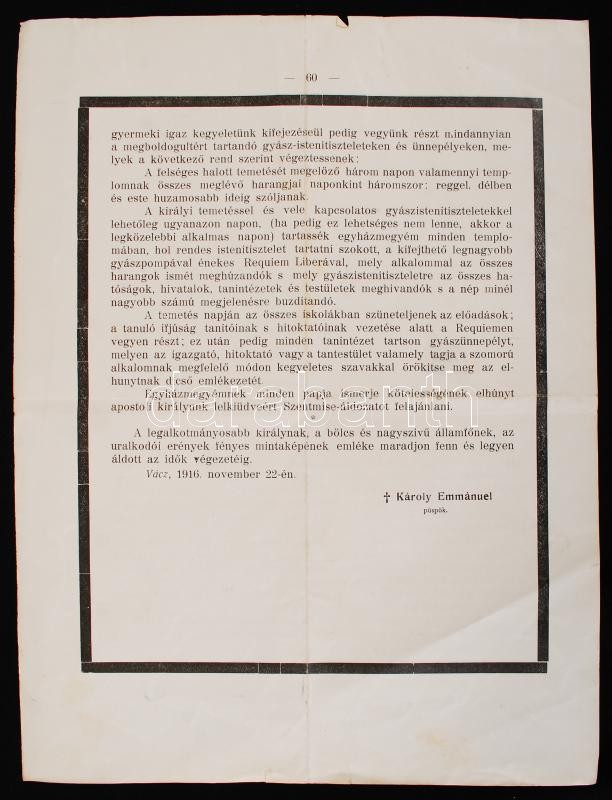 — 60 —
gyermeki igaz kegyeletünk kifejezéseül pedig vegyünk részt mindannyian
a megboldogultért tartandó gyász-istenitiszteleteken és ünnepélyeken, me-
lyek a következő rend szerint végeztessenek:
A felséges halott temetését megelőző három napon valamennyi temp-
lomnak összes meglévő harangjai naponkint háromszor: reggel, délben
és este huzamosabb ideig szóljanak.
A királyi temetéssel és vele kapcsolatos gyászistenitiszteletekkel
lehetőleg ugyanazon napon, (ha pedig ez lehetséges nem lenne, akkor a
legközelebbi alkalmas napon) tartassék egyházmegyém minden templo-
mában, hol rendes istenitisztelet tartatni szokott, a kifejthető legnagyobb
gyászpompával énekes Requiem Liberával, mely alkalommal az összes
harangok ismét meghúzandók s mely gyászistenitiszteletre az összes ha-
tóságok, hivatalok, tanintézetek és testületek meghivandók s a nép minél
nagyobb számú megjelenésre buzditandó.
A temetés napján az összes iskolákban szüneteljenek az előadások;
a tanuló ifjúság tanitóinak s hitoktatóinak vezetése alatt a Requiemen
vegyen részt; ez után pedig minden tanintézet tartson gyászünnepélyt,
melyen az igazgató, hitoktató vagy a tantestület valamely tagja a szomorú
alkalomnak megfelelő módon kegyeletes szavakkal örökitse meg az el-
hunytnak dicső emlékezetét.
Egyházmegyémnek minden papja ismerje kötelességének elhúnyt
apostoli királyunk lelküdveért Szentmise-áldozatot felajánlani.
*
A legalkotmányosabb királynak, a bölcs és nagyszívű államfőnek, az
uralkodói erények fényes mintaképének emléke maradjon fenn és legyen
áldott az idők végezetéig.
Vácz, 1916. november 22-én.
† Károly Emmánuel
püspök.
darabanth